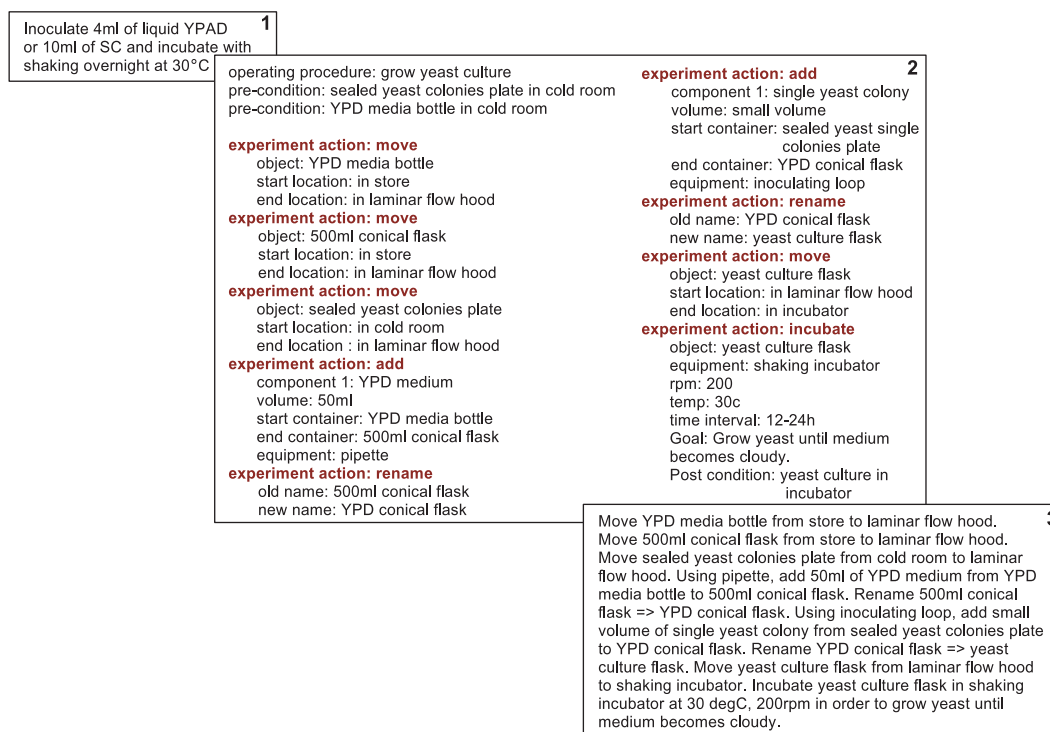 1
Inoculate 4ml of liquid YPAD
or 10ml of SC and incubate with
shaking overnight at 30°C
2
operating procedure: grow yeast culture
pre-condition: sealed yeast colonies plate in cold room
pre-condition: YPD media bottle in cold room
experiment action: move
object: YPD media bottle
start location: in store
end location: in laminar flow hood
experiment action: move
object: 500ml conical flask
start location: in store
end location: in laminar flow hood
experiment action: move
object: sealed yeast colonies plate
start location: in cold room
end location : in laminar flow hood
experiment action: add
component 1: YPD medium
volume: 50ml
start container: YPD media bottle
end container: 500ml conical flask
equipment: pipette
experiment action: rename
old name: 500ml conical flask
new name: YPD conical flask
experiment action: add
component 1: single yeast colony
volume: small volume
start container: sealed yeast single
colonies plate
end container: YPD conical flask
equipment: inoculating loop
experiment action: rename
old name: YPD conical flask
new name: yeast culture flask
experiment action: move
object: yeast culture flask
start location: in laminar flow hood
end location: in incubator
experiment action: incubate
object: yeast culture flask
equipment: shaking incubator
rpm: 200
temp: 30c
time interval: 12-24h
Goal: Grow yeast until medium
becomes cloudy.
Post condition: yeast culture in
incubator
3
Move YPD media bottle from store to laminar flow hood.
Move 500ml conical flask from store to laminar flow hood.
Move sealed yeast colonies plate from cold room to laminar
flow hood. Using pipette, add 50ml of YPD medium from YPD
media bottle to 500ml conical flask. Rename 500ml conical
flask => YPD conical flask. Using inoculating loop, add small
volume of single yeast colony from sealed yeast colonies plate
to YPD conical flask. Rename YPD conical flask => yeast
culture flask. Move yeast culture flask from laminar flow hood
to shaking incubator. Incubate yeast culture flask in shaking
incubator at 30 degC, 200rpm in order to grow yeast until
medium becomes cloudy.